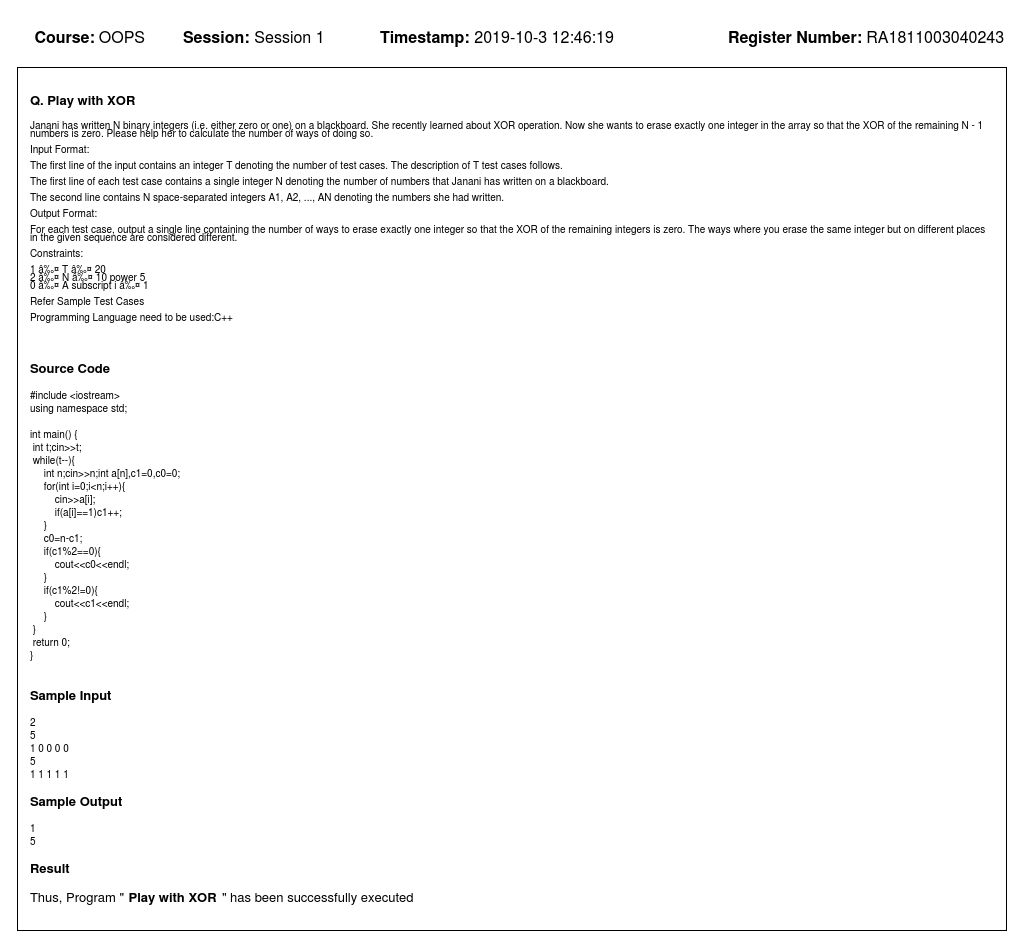 Course: OOPS Session: Session 1 Timestamp: 2019-10-3 12:46:19 Register Number: RA1811003040243
Q. Play with XOR
Janani has written N binary integers (i.e. either zero or one) on a blackboard. She recently learned about XOR operation. Now she wants to erase exactly one integer in the array so that the XOR of the remaining N - 1
numbers is zero. Please help her to calculate the number of ways of doing so.
Input Format:
The first line of the input contains an integer T denoting the number of test cases. The description of T test cases follows.
The first line of each test case contains a single integer N denoting the number of numbers that Janani has written on a blackboard.
The second line contains N space-separated integers A1, A2, ..., AN denoting the numbers she had written.
Output Format:
For each test case, output a single line containing the number of ways to erase exactly one integer so that the XOR of the remaining integers is zero. The ways where you erase the same integer but on different places
in the given sequence are considered different.
Constraints:
1 â‰¤ T â‰¤ 20
2 â‰¤ N â‰¤ 10 power 5
0 â‰¤ A subscript i â‰¤ 1
Refer Sample Test Cases
Programming Language need to be used:C++
Source Code
#include <iostream>
using namespace std;
int main() {
int t;cin>>t;
while(t--){
int n;cin>>n;int a[n],c1=0,c0=0;
for(int i=0;i<n;i++){
cin>>a[i];
if(a[i]==1)c1++;
}
c0=n-c1;
if(c1%2==0){
cout<<c0<<endl;
}
if(c1%2!=0){
cout<<c1<<endl;
}
}
return 0;
}
Sample Input
2
5
1 0 0 0 0
5
1 1 1 1 1
Sample Output
1
5
Result
Thus, Program " Play with XOR " has been successfully executed